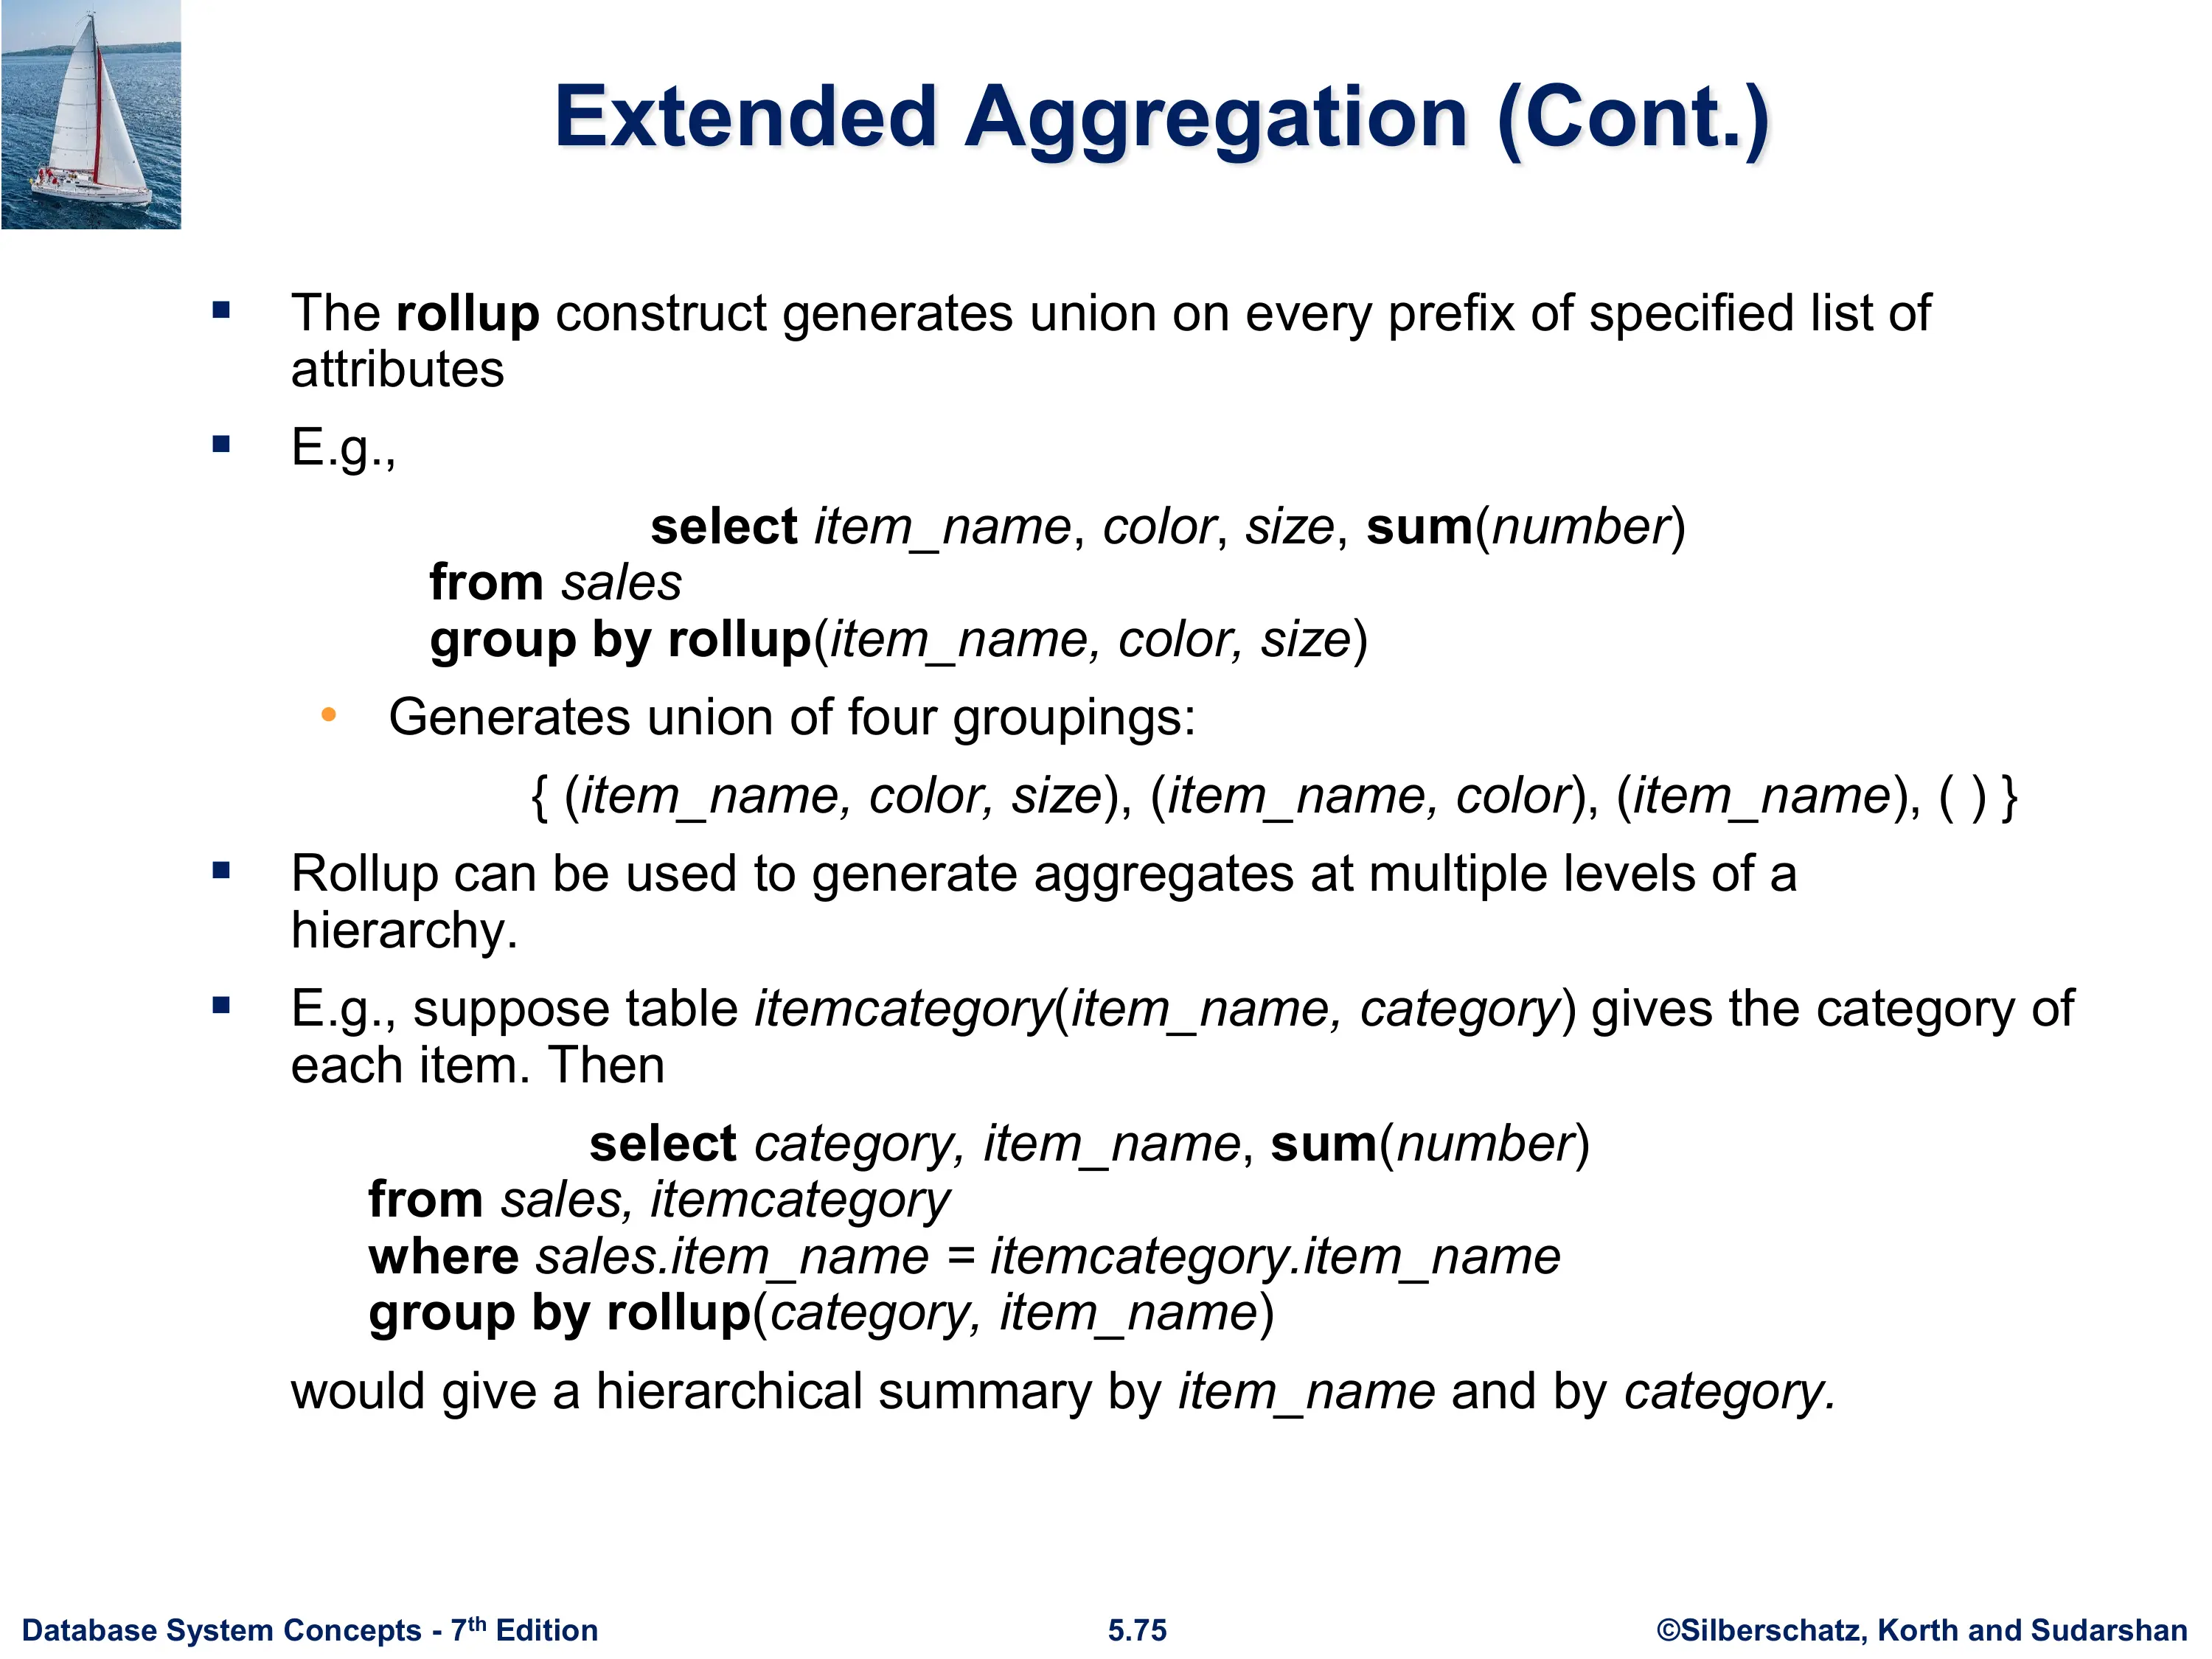 Extended Aggregation (Cont.)
▪ The rollup construct generates union on every prefix of specified list of
attributes
▪ E.g.,
select item_name, color, size, sum(number)
from sales
group by rollup(item_name, color, size)
• Generates union of four groupings:
{ (item_name, color, size), (item_name, color), (item_name), ( ) }
▪ Rollup can be used to generate aggregates at multiple levels of a
hierarchy.
▪ E.g., suppose table itemcategory(item_name, category) gives the category of
each item. Then
select category, item_name, sum(number)
from sales, itemcategory
where sales.item_name = itemcategory.item_name
group by rollup(category, item_name)
would give a hierarchical summary by item_name and by category.
Database System Concepts - 7th Edition
5.75
©Silberschatz, Korth and Sudarshan